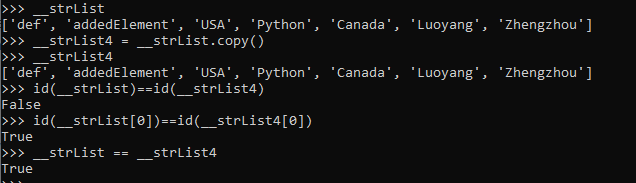 >>> __strList
['def', 'addedElement', 'USA', 'Python', 'Canada', 'Luoyang', 'Zhengzhou']
>>> __strList4 = __strList.copy()
>>> __strList4
['def', 'addedElement', 'USA', 'Python', 'Canada', 'Luoyang', 'Zhengzhou']
>>> id(__strList)==id(__strList4)
False
>>> id(__strList[0])==id(__strList4[0])
True
>>> __strList == __strList4
True
>>>